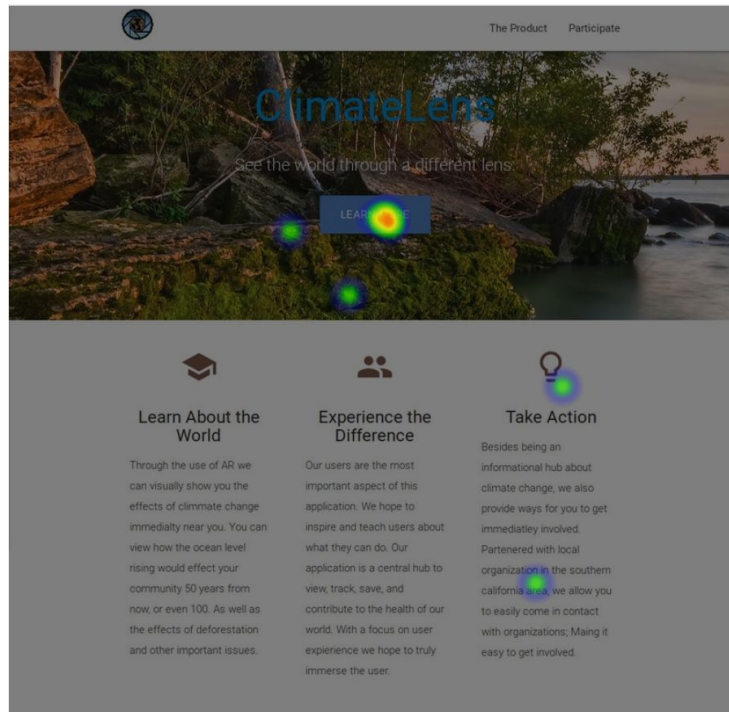 The Product Participate
ClimateLens
See the world through a different lens.
LEARN MORE
Learn About the
World
Through the use of AR we
can visually show you the
effects of climmate change
immedialty near you. You can
view how the ocean level
rising would effect your
community 50 years from
now, or even 100. As well as
the effects of deforestation
and other important issues.
Experience the
Difference
Our users are the most
important aspect of this
application. We hope to
inspire and teach users about
what they can do. Our
application is a central hub to
view, track, save, and
contribute to the health of our
world. With a focus on user
expierience we hope to truly
immerse the user.
Take Action
Besides being an
informational hub about
climate change, we also
provide ways for you to get
immediatley involved.
Partenered with local
organization in the southern
california area, we allow you
to easily come in contact
with organizations; Maing it
easy to get involved.